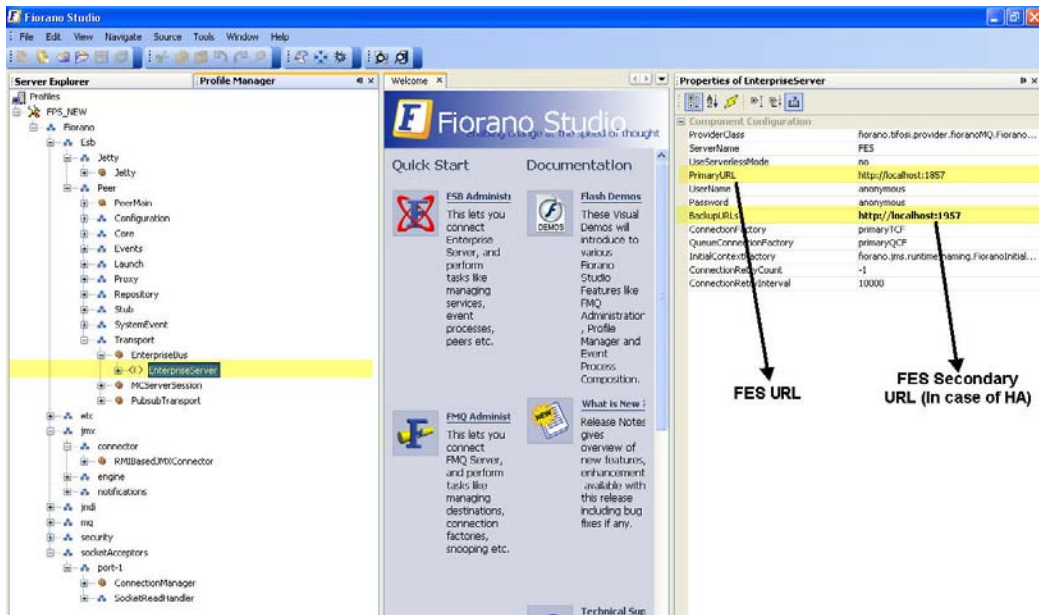 Fiorano Studio
File Edit View Navigate Source Tools Window Help
Server Explorer
Profile Manager
Profiles
FPS_NEW
Fiorano
Esb
Jetty
Jetty
Peer
PeerMain
Configuration
Core
Events
Launch
Proxy
Repository
Stub
SystemEvent
Transport
EnterpriseBus
EnterpriseServer
MCServerSession
PubsubTransport
etc
jmx
connector
RMIBasedJMXConnector
engine
notifications
jndi
mq
security
socketAcceptors
port-1
ConnectionManager
SocketReadHandler
Welcome
Fiorano Studio
at the speed of thought
Quick Start
ESB Administ
This lets you
connect
Enterprise
Server, and
perform
tasks like
managing
services,
event
processes,
peers etc.
FMQ Administ
This lets you
connect
FMQ Server,
and perform
tasks like
managing
destinations,
connection
factories,
snooping etc.
Documentation
DEMOS
Flash Demos
These Visual
Demos will
introduce to
various
Fiorano
Studio
Features like
FMQ
Administration
, Profile
Manager and
Event
Process
Composition.
NEW
What is New ?
Release Notes
gives
overview of
new features,
enhancement
available with
this release
including bug
fixes if any.
Technical Sup
Properties of EnterpriseServer
Component Configuration
ProviderClass fiorano.tifosi.provider.fioranoMQ.Fiorano...
ServerName FES
UseServerlessMode no
PrimaryURL http://localhost:1857
UserName anonymous
Password anonymous
BackupURLs http://localhost:1957
ConnectionFactory primaryTCF
QueueConnectionFactory primaryQCF
InitialContextFactory fiorano.jms.runtime.naming.FioranoInitial...
ConnectionRetryCount -1
ConnectionRetryInterval 10000
FES URL
FES Secondary
URL (In case of HA)